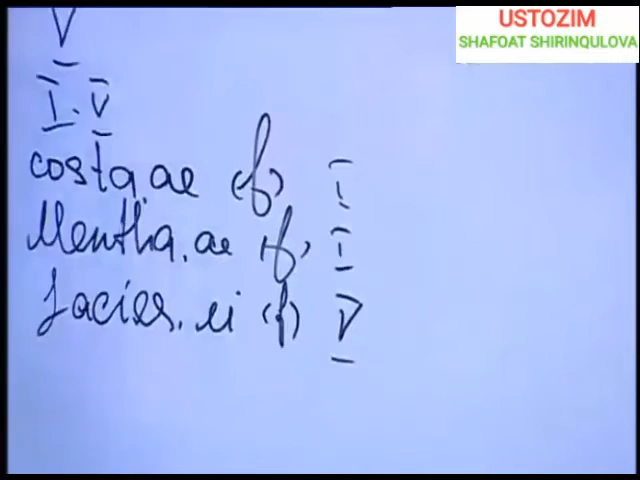 USTOZIM
SHAFOAT SHIRINQULOVA
V
I. V
costa, ae (f) I
Mentha, ae (f) I
facies, ei (f) V